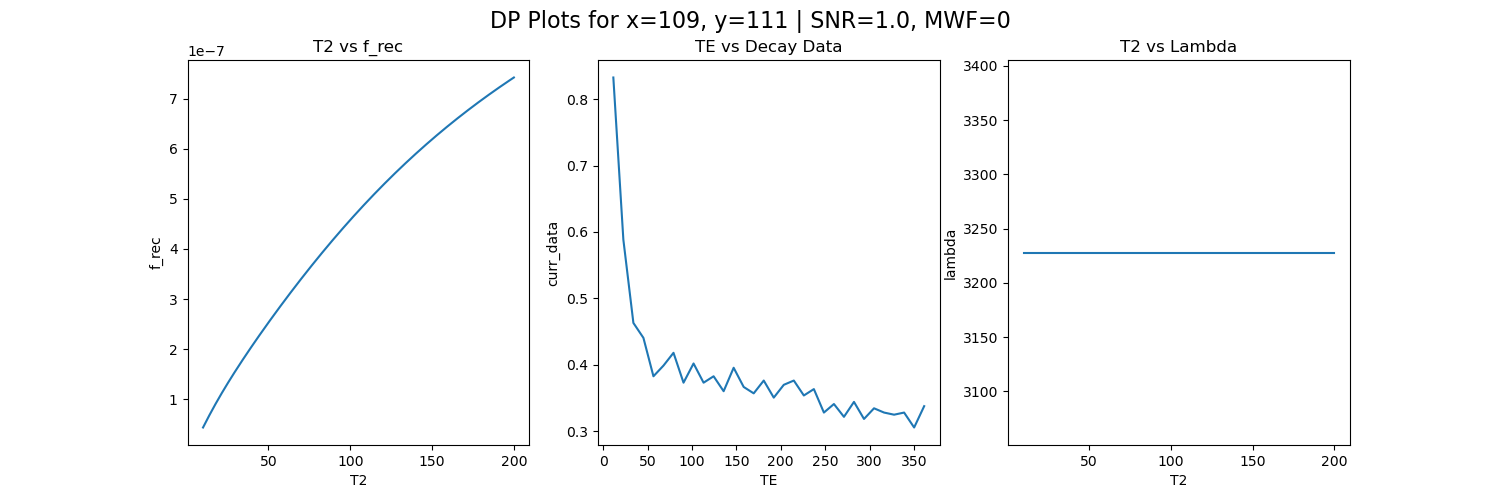 DP Plots for x=109, y=111 | SNR=1.0, MWF=0
T2 vs f_rec
1e−7
7
6
5
4
3
2
1
f_rec
50 100 150 200
T2
TE vs Decay Data
0.8
0.7
0.6
0.5
0.4
0.3
curr_data
0 50 100 150 200 250 300 350
TE
T2 vs Lambda
3400
3350
3300
3250
3200
3150
3100
lambda
50 100 150 200
T2